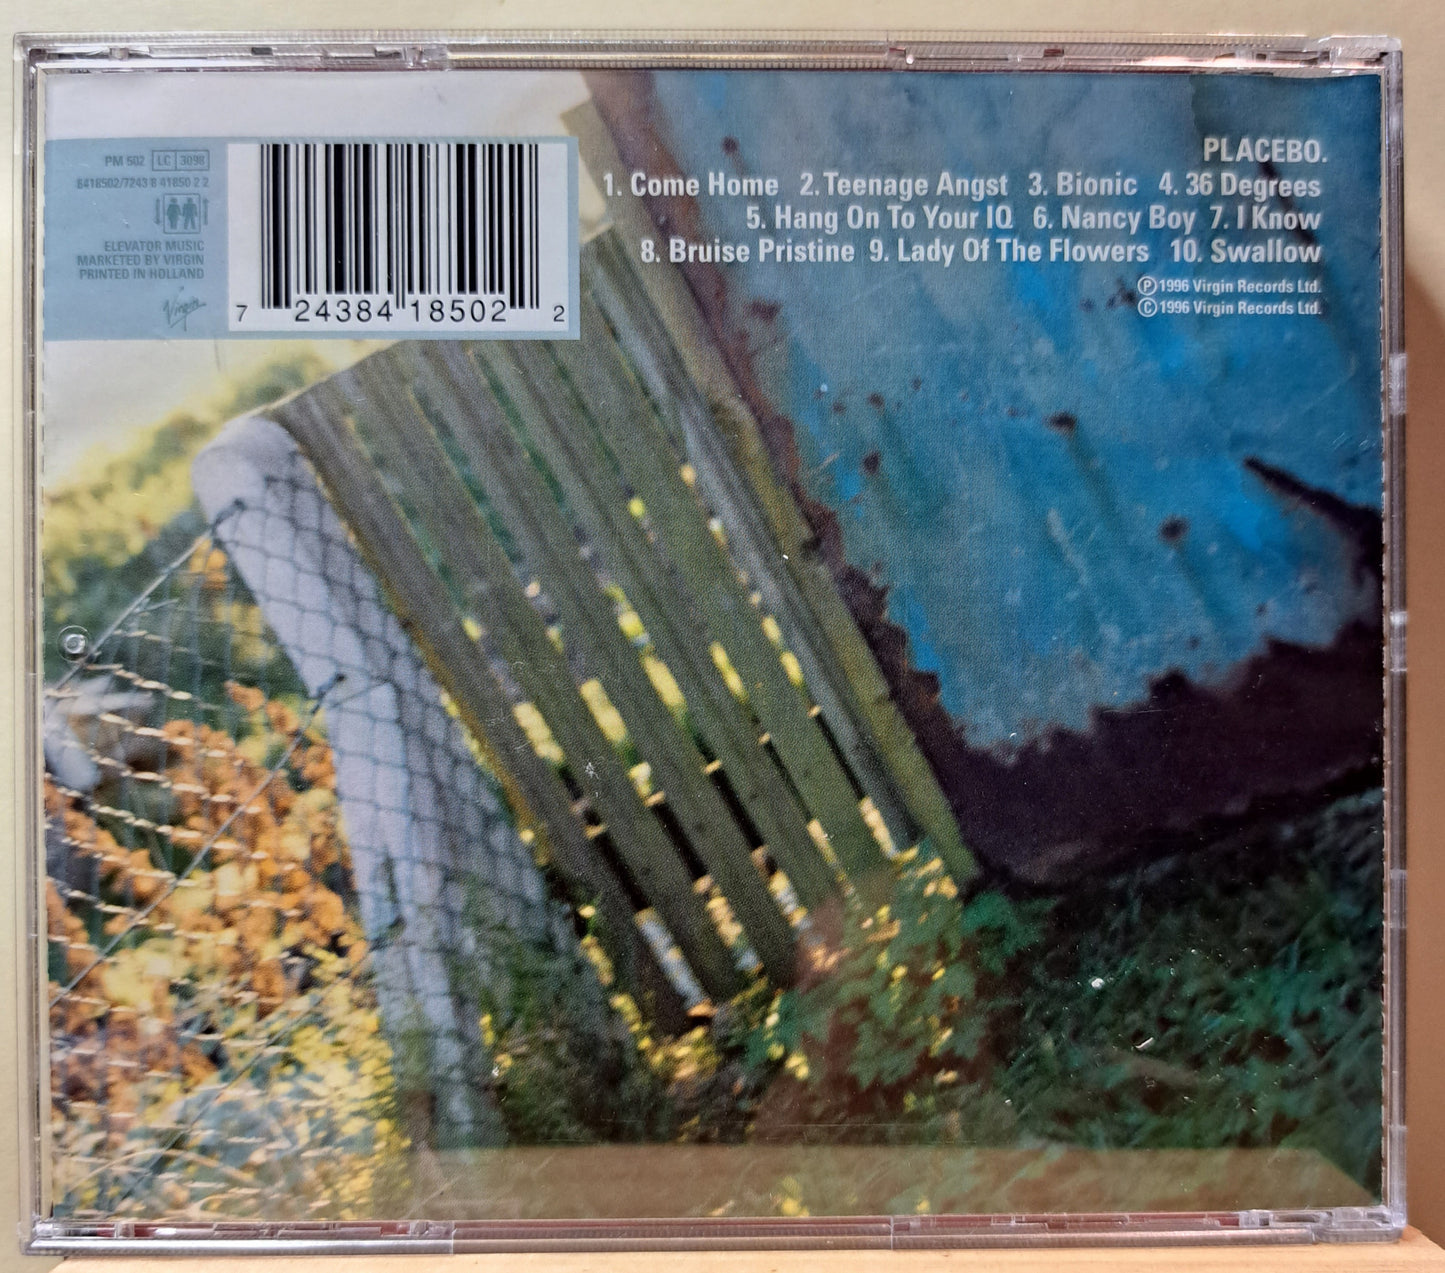 PM 502 LC 3098
8418502/7243 8 41850 2 2
ELEVATOR MUSIC
MARKETED BY VIRGIN
PRINTED IN HOLLAND
Virgin
7 24384 18502 2
PLACEBO.
1. Come Home 2. Teenage Angst 3. Bionic 4. 36 Degrees
5. Hang On To Your IQ 6. Nancy Boy 7. I Know
8. Bruise Pristine 9. Lady Of The Flowers 10. Swallow
Ⓟ 1996 Virgin Records Ltd.
© 1996 Virgin Records Ltd.